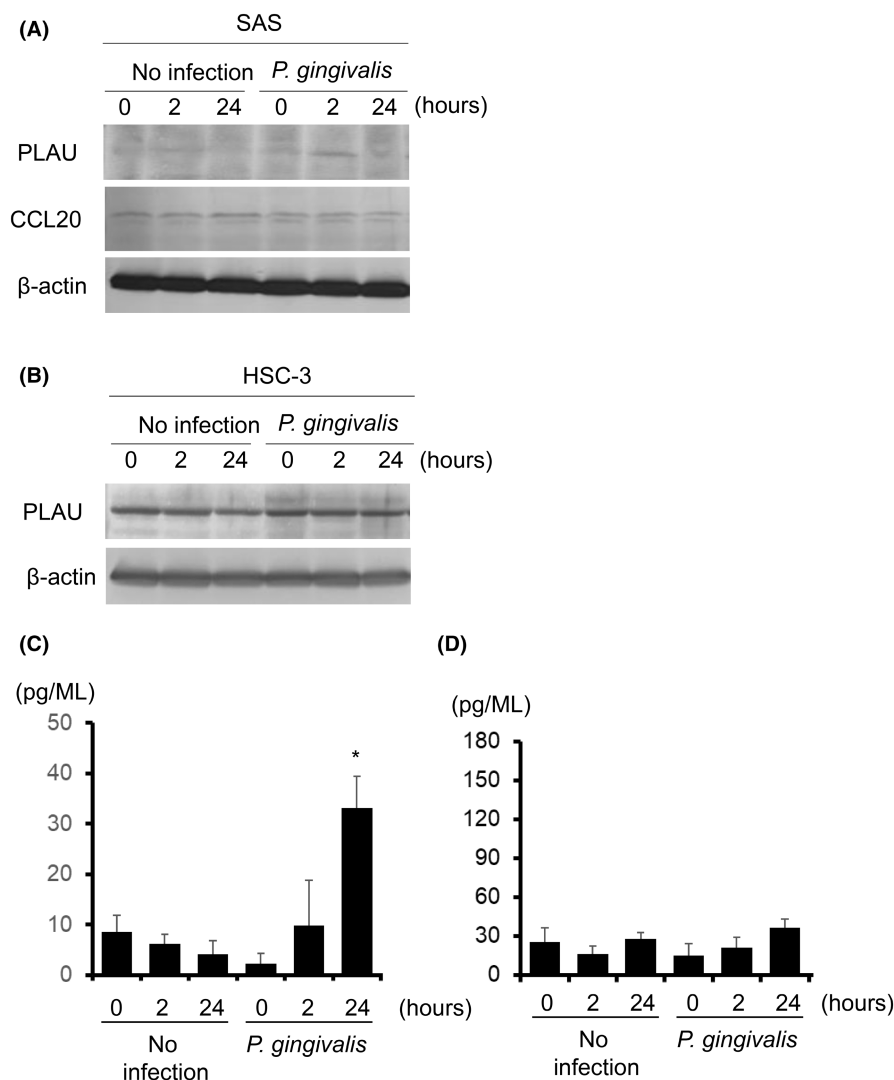 (A)
SAS
No infection P. gingivalis
0 2 24 0 2 24 (hours)
PLAU
CCL20
β-actin
(B)
HSC-3
No infection P. gingivalis
0 2 24 0 2 24 (hours)
PLAU
β-actin
(C)
(pg/ML)
50
40
30
20
10
0
*
0 2 24 0 2 24 (hours)
No infection P. gingivalis
(D)
(pg/ML)
180
150
120
90
60
30
0
0 2 24 0 2 24 (hours)
No infection P. gingivalis